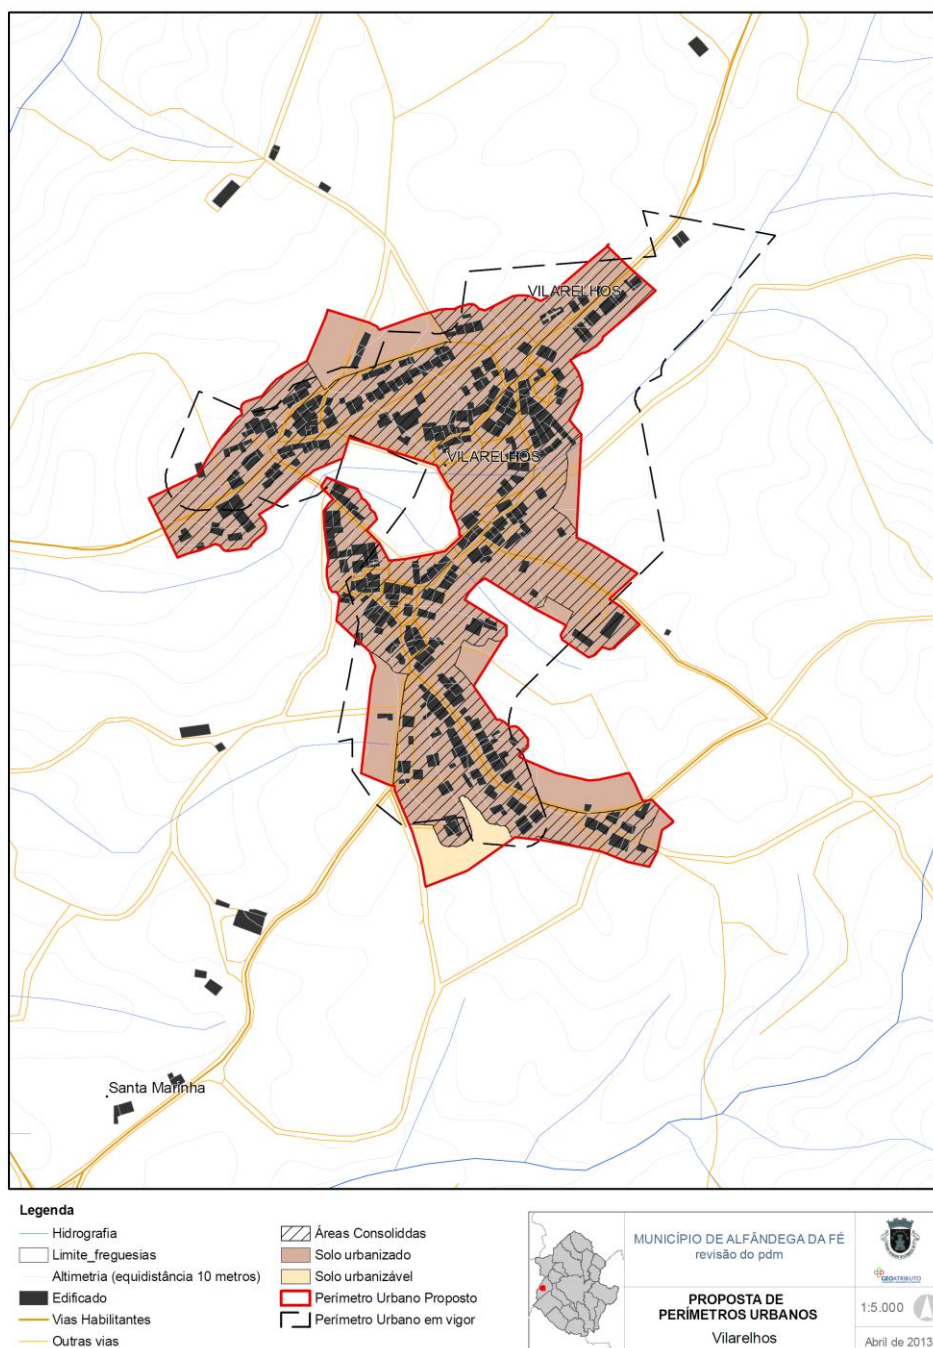 VILARELHOS
VILARELHOS
Santa Marinha
Legenda
Hidrografia
Limite_freguesias
Altimetria (equidistância 10 metros)
Edificado
Vias Habilitantes
Outras vias
Áreas Consoliddas
Solo urbanizado
Solo urbanizável
Perímetro Urbano Proposto
Perímetro Urbano em vigor
MUNICÍPIO DE ALFÂNDEGA DA FÉ
revisão do pdm
GEOATRIBUTO
PROPOSTA DE
PERÍMETROS URBANOS
Vilarelhos
1:5.000
Abril de 2013